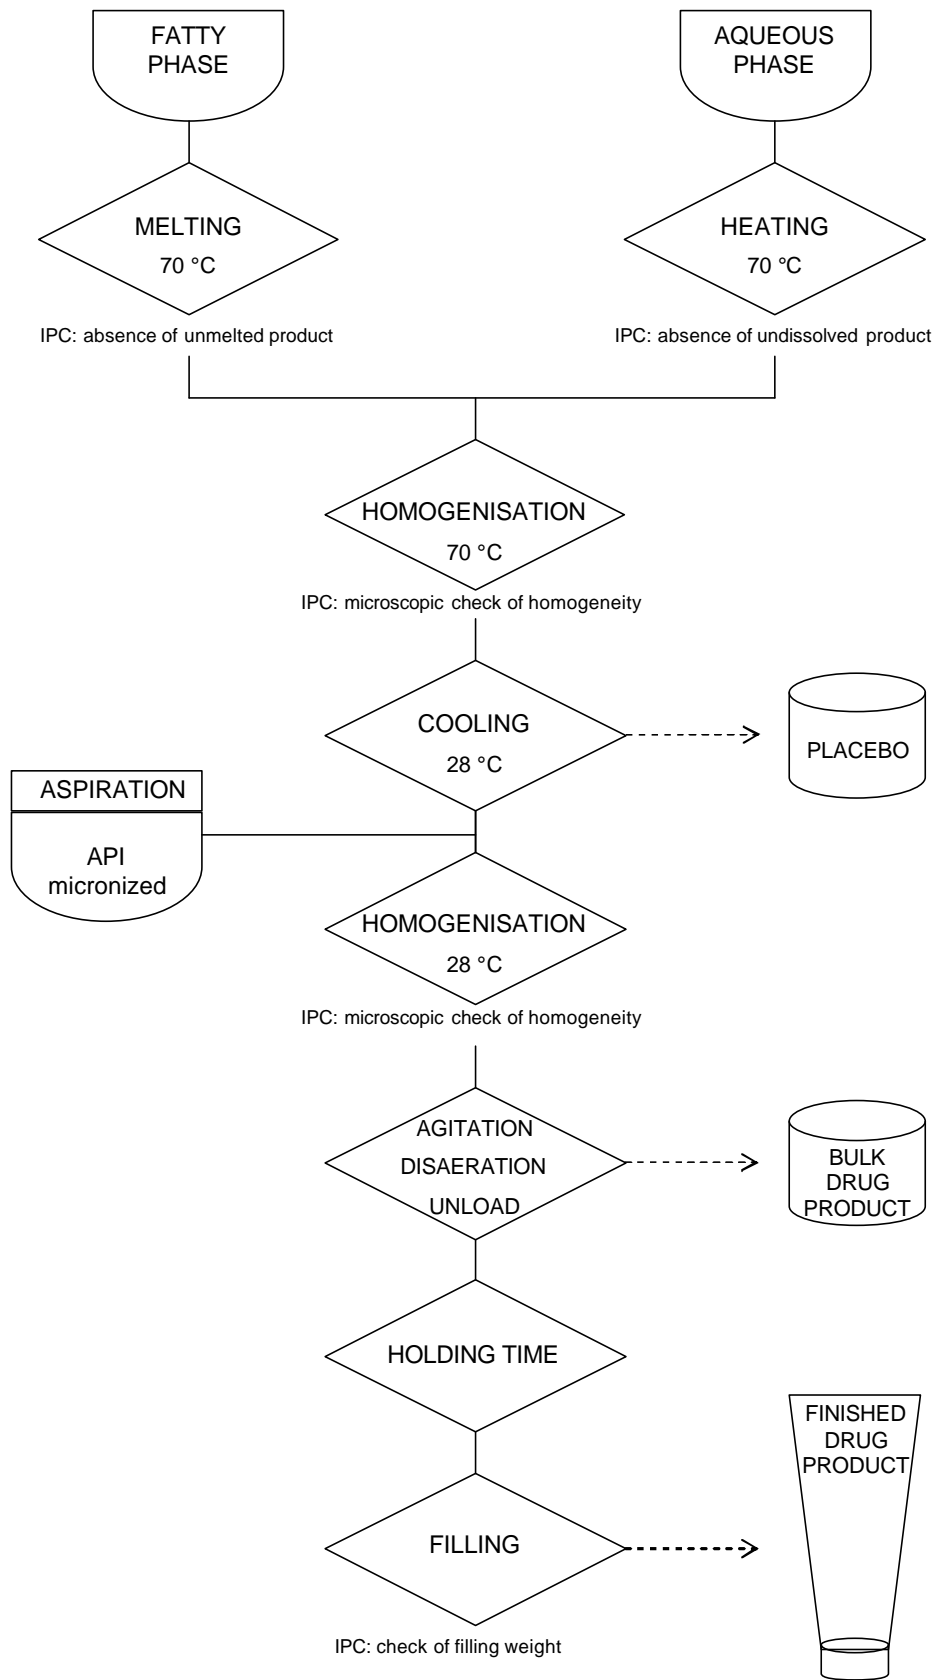 FATTY
PHASE
AQUEOUS
PHASE
MELTING
70 °C
HEATING
70 °C
IPC: absence of unmelted product
IPC: absence of undissolved product
HOMOGENISATION
70 °C
IPC: microscopic check of homogeneity
COOLING
28 °C
PLACEBO
ASPIRATION
API
micronized
HOMOGENISATION
28 °C
IPC: microscopic check of homogeneity
AGITATION
DISAERATION
UNLOAD
BULK
DRUG
PRODUCT
HOLDING TIME
FINISHED
DRUG
PRODUCT
FILLING
IPC: check of filling weight